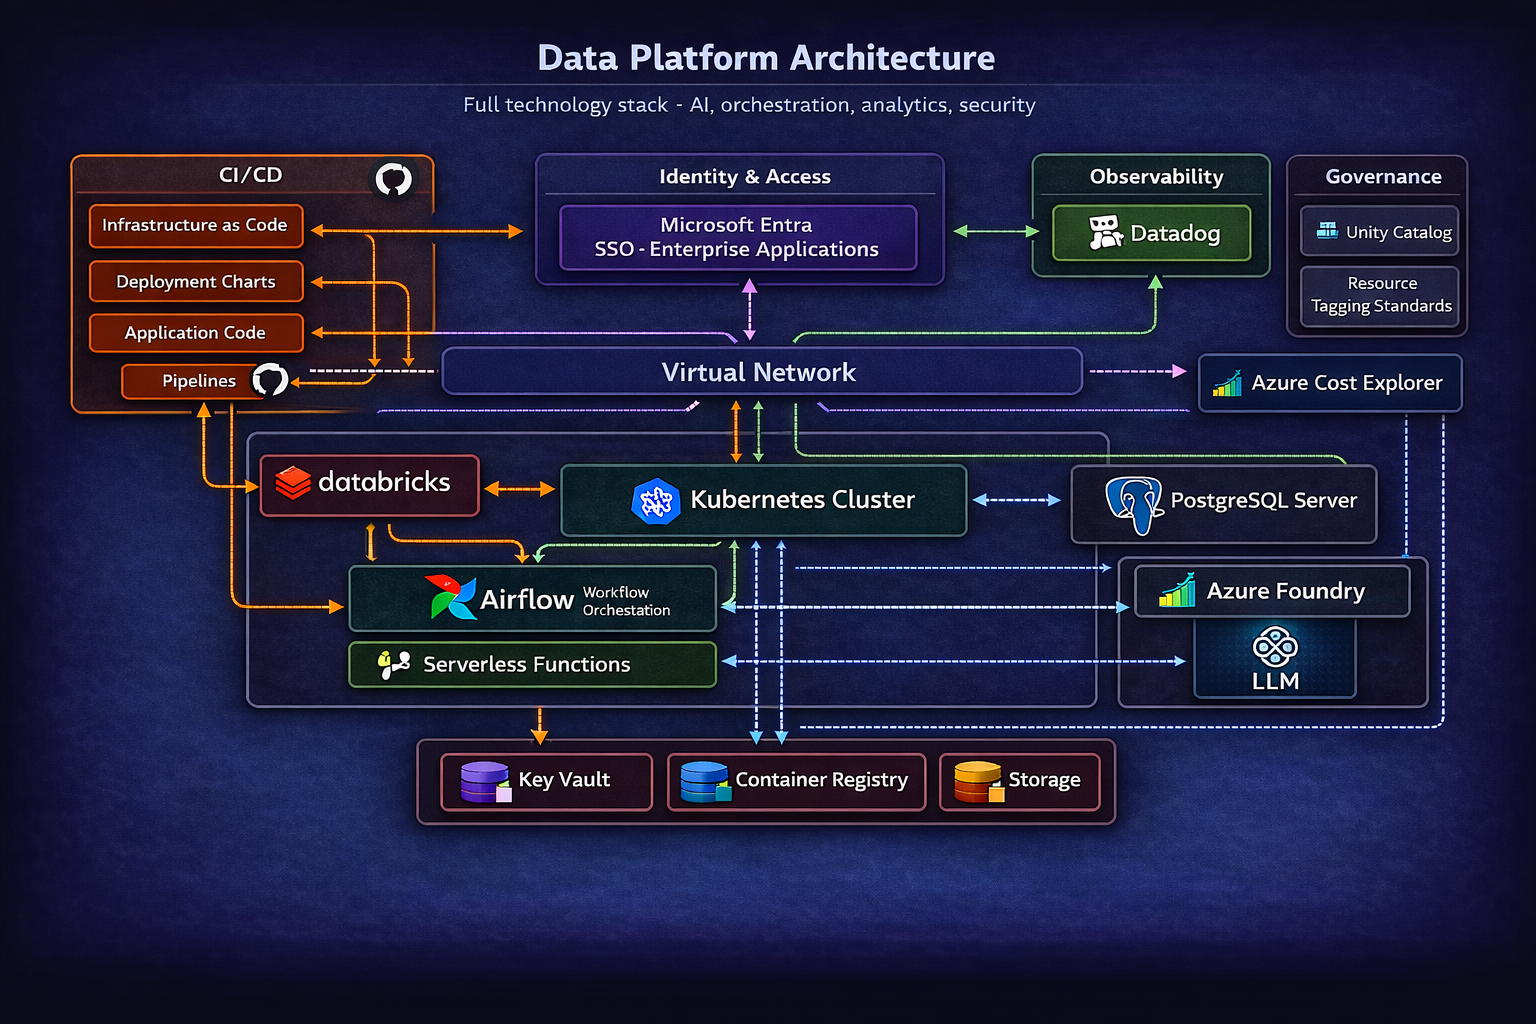 Data Platform Architecture
Full technology stack - AI, orchestration, analytics, security
CI/CD
Infrastructure as Code
Deployment Charts
Application Code
Pipelines
Identity & Access
Microsoft Entra
SSO - Enterprise Applications
Observability
Datadog
Governance
Unity Catalog
Resource
Tagging Standards
Virtual Network
Azure Cost Explorer
databricks
Kubernetes Cluster
PostgreSQL Server
Airflow
Workflow
Orchestation
Serverless Functions
Azure Foundry
LLM
Key Vault
Container Registry
Storage